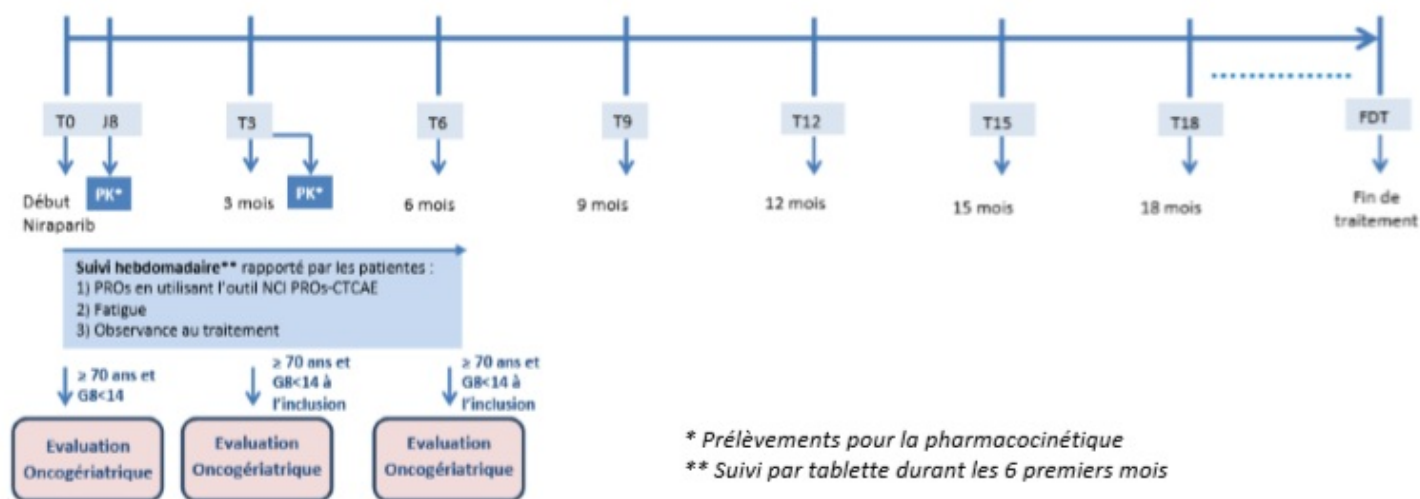 T0 J8 T3 T6 T9 T12 T15 T18 FDT
Début
Niraparib
PK*
3 mois
PK*
6 mois
9 mois
12 mois
15 mois
18 mois
Fin de
traitement
Suivi hebdomadaire** rapporté par les patientes :
1) PROs en utilisant l'outil NCI PROs-CTCAE
2) Fatigue
3) Observance au traitement
≥ 70 ans et
G8<14
≥ 70 ans et
G8<14 à
l'inclusion
≥ 70 ans et
G8<14 à
l'inclusion
Evaluation
Oncogériatrique
Evaluation
Oncogériatrique
Evaluation
Oncogériatrique
* Prélèvements pour la pharmacocinétique
** Suivi par tablette durant les 6 premiers mois